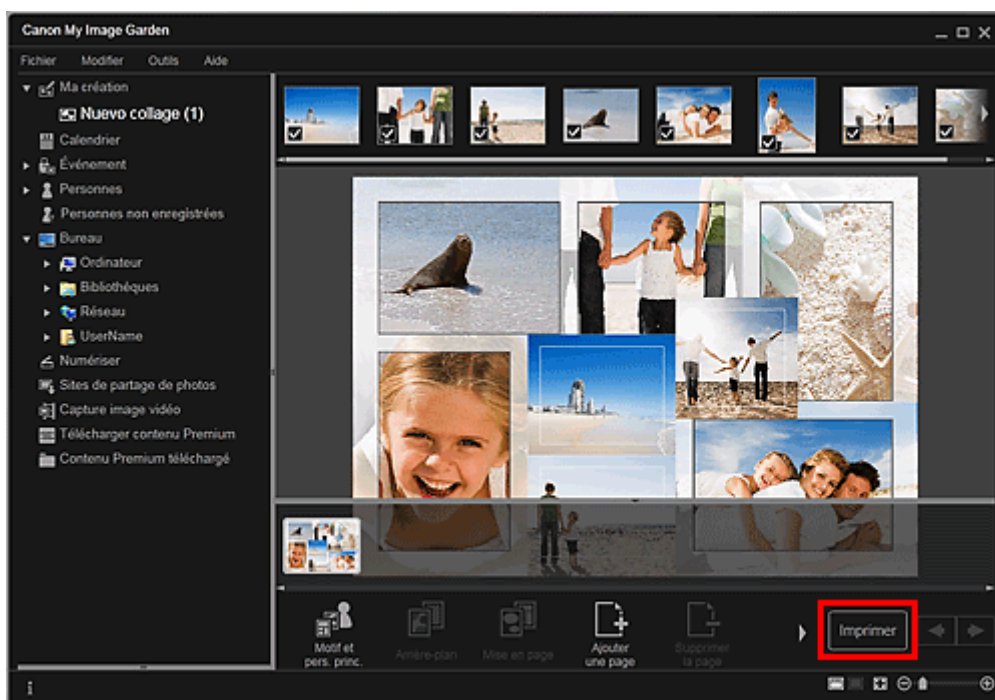 Canon My Image Garden
Fichier Modifier Outils Aide
Ma création
Nuevo collage (1)
Calendrier
Événement
Personnes
Personnes non enregistrées
Bureau
Ordinateur
Bibliothèques
Réseau
UserName
Numériser
Sites de partage de photos
Capture image vidéo
Télécharger contenu Premium
Contenu Premium téléchargé
Motif et
pers. princ.
Arrière-plan
Mise en page
Ajouter
une page
Supprimer
la page
Imprimer